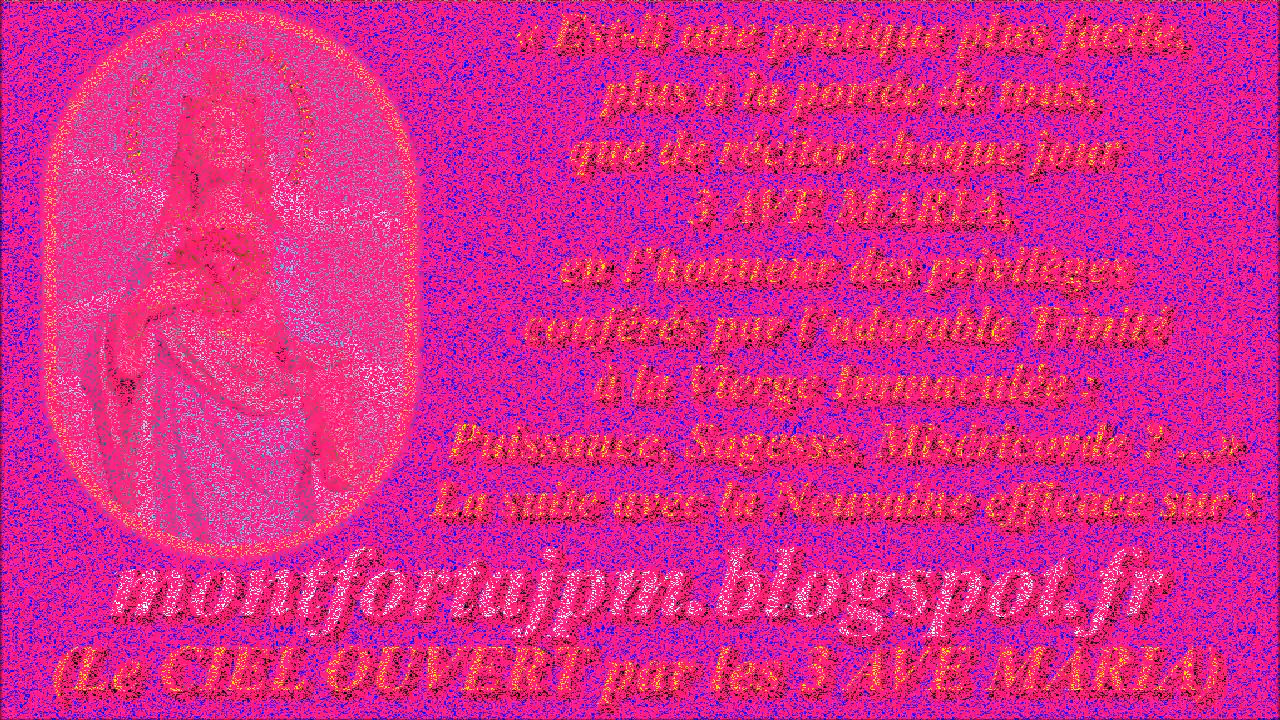 « Est-il une pratique plus facile,
plus à la portée de tous,
que de réciter chaque jour
3 AVE MARIA,
en l'honneur des privilèges
conférés par l'adorable Trinité
à la Vierge Immaculée :
Puissance, Sagesse, Miséricorde ? ...»
La suite avec la Neuvaine efficace sur :
montfortajpm.blogspot.fr
(Le CIEL OUVERT par les 3 AVE MARIA)